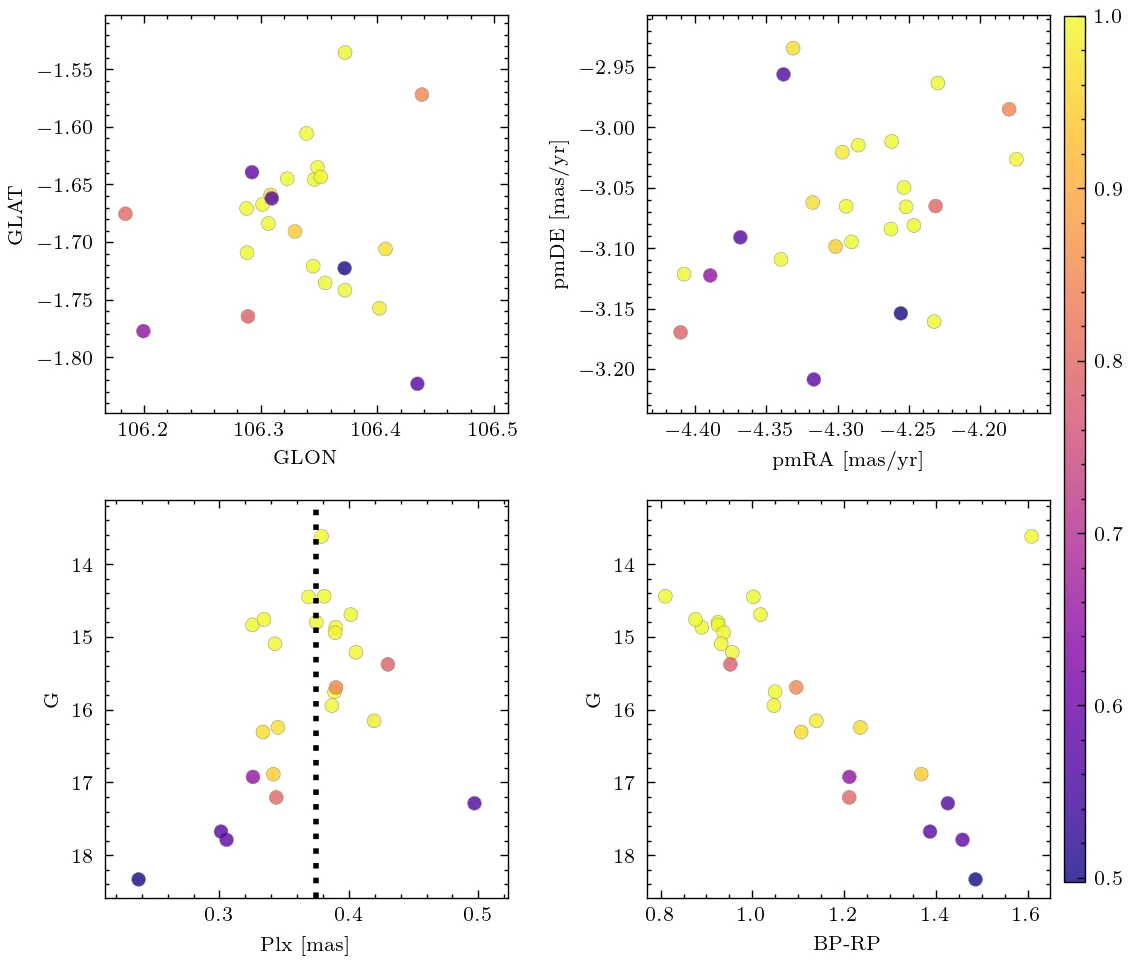 −1.55
−1.60
−1.65
−1.70
−1.75
−1.80
GLAT
106.2 106.3 106.4 106.5
GLON
−2.95
−3.00
−3.05
−3.10
−3.15
−3.20
pmDE [mas/yr]
−4.40 −4.35 −4.30 −4.25 −4.20
pmRA [mas/yr]
1.0
0.9
0.8
0.7
0.6
0.5
14
15
16
17
18
G
0.3 0.4 0.5
Plx [mas]
14
15
16
17
18
G
0.8 1.0 1.2 1.4 1.6
BP-RP